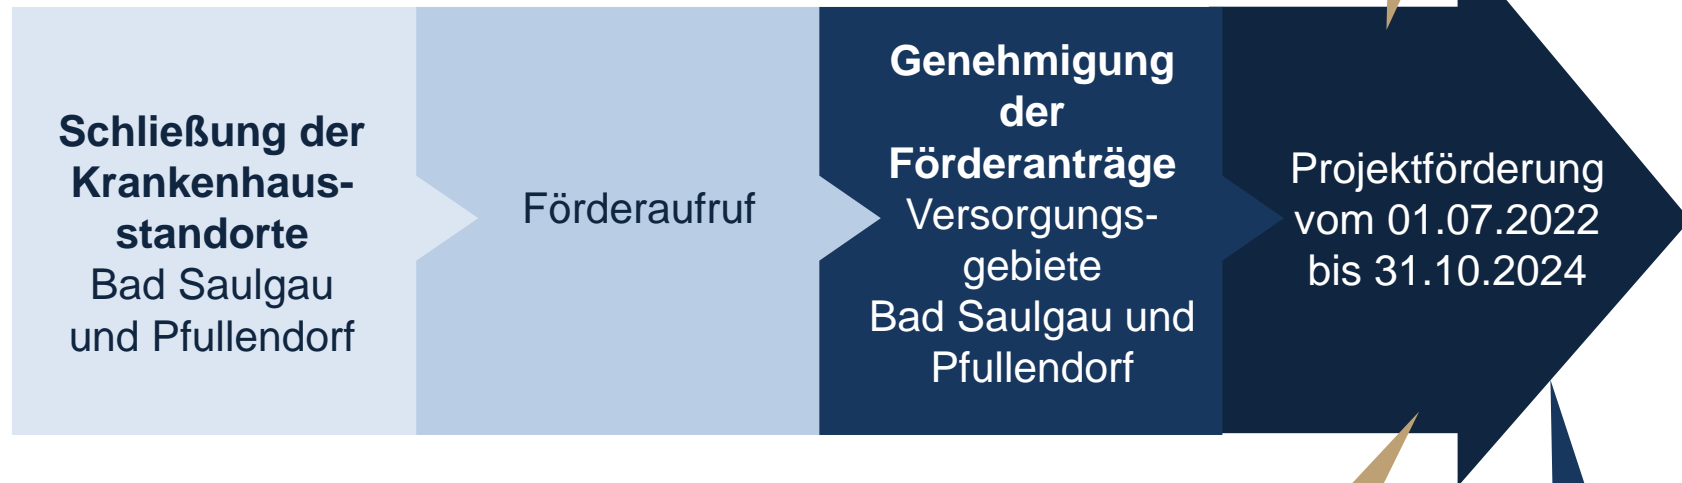 Schließung der
Krankenhaus-
standorte
Bad Saulgau
und Pfullendorf
Förderaufruf
Genehmigung
der
Förderanträge
Versorgungs-
gebiete
Bad Saulgau und
Pfullendorf
Projektförderung
vom 01.07.2022
bis 31.10.2024